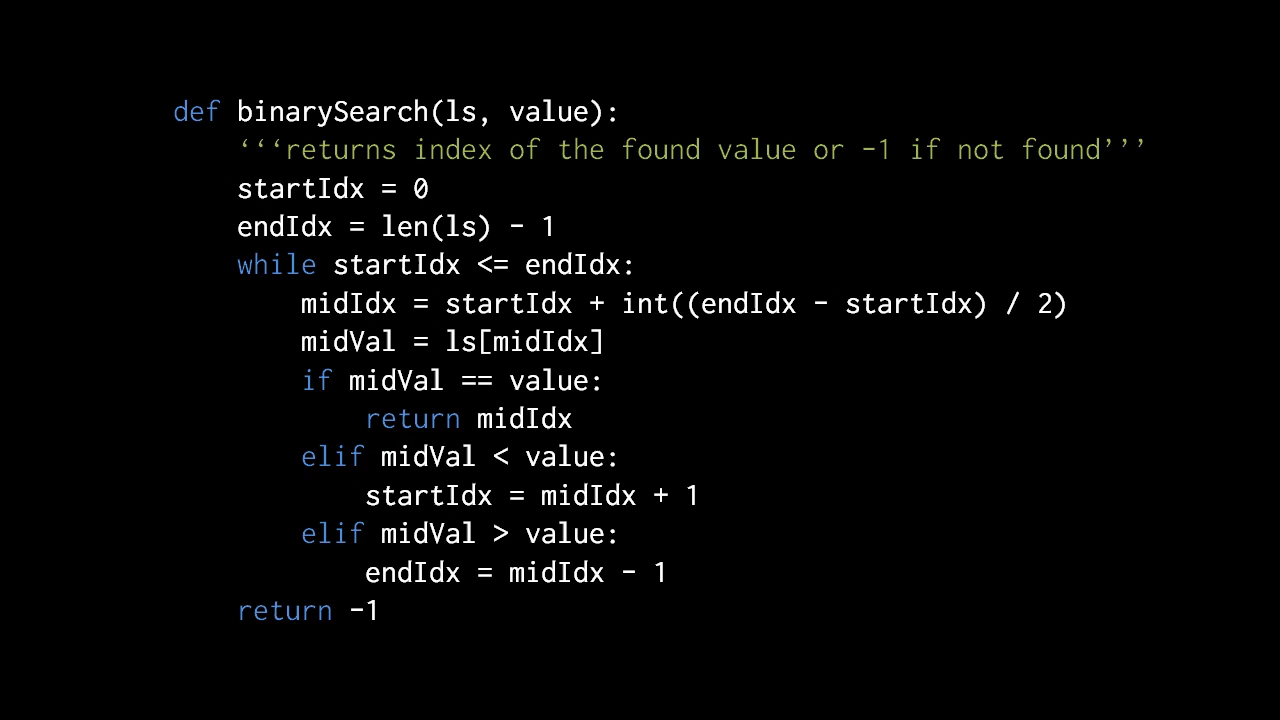 def binarySearch(ls, value):
    ‘‘‘returns index of the found value or -1 if not found’’’
    startIdx = 0
    endIdx = len(ls) - 1
    while startIdx <= endIdx:
        midIdx = startIdx + int((endIdx - startIdx) / 2)
        midVal = ls[midIdx]
        if midVal == value:
            return midIdx
        elif midVal < value:
            startIdx = midIdx + 1
        elif midVal > value:
            endIdx = midIdx - 1
    return -1